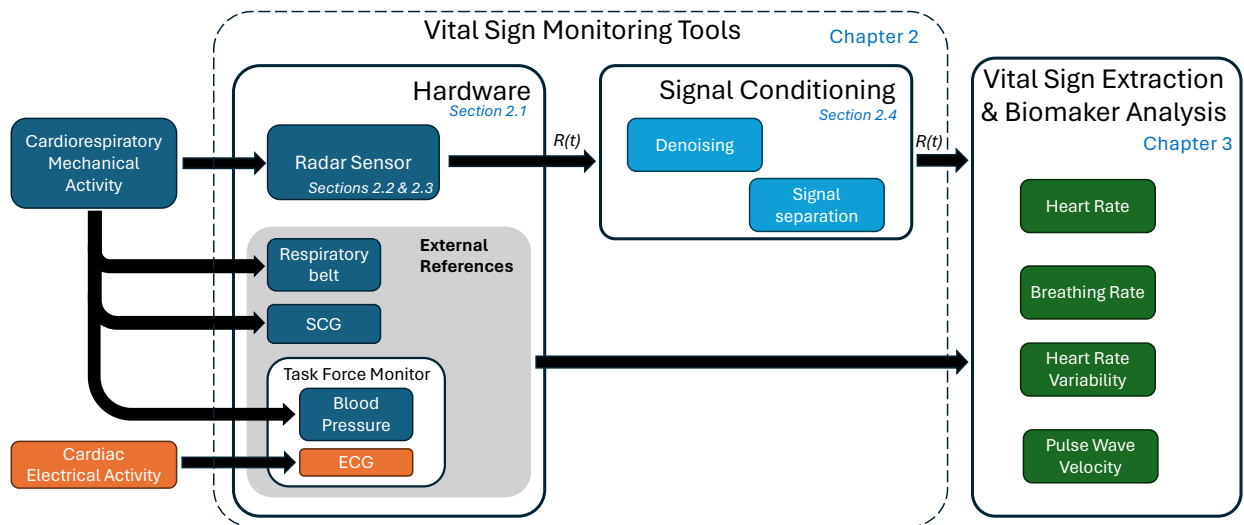 Vital Sign Monitoring Tools
Chapter 2
Hardware
Section 2.1
Signal Conditioning
Section 2.4
Vital Sign Extraction
& Biomaker Analysis
Chapter 3
Cardiorespiratory
Mechanical
Activity
Radar Sensor
Sections 2.2 & 2.3
R(t)
Denoising
Signal
separation
R(t)
Heart Rate
External
References
Respiratory
belt
Breathing Rate
SCG
Heart Rate
Variability
Task Force Monitor
Blood
Pressure
Pulse Wave
Velocity
Cardiac
Electrical Activity
ECG